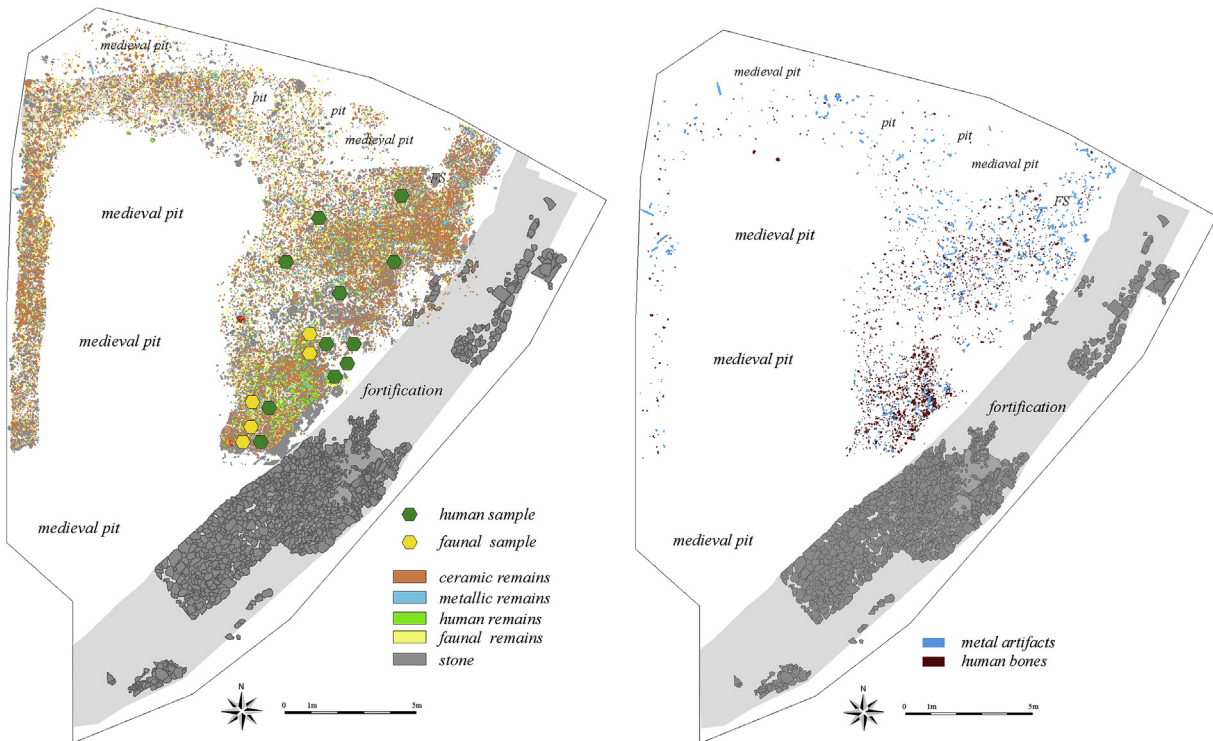 medieval pit
pit
pit
medieval pit
FS
medieval pit
medieval pit
fortification
medieval pit
human sample
faunal sample
ceramic remains
metallic remains
human remains
faunal remains
stone
N
0 1m 5m
medieval pit
pit
pit
mediaval pit
FS
medieval pit
medieval pit
fortification
medieval pit
metal artifacts
human bones
N
0 1m 5m